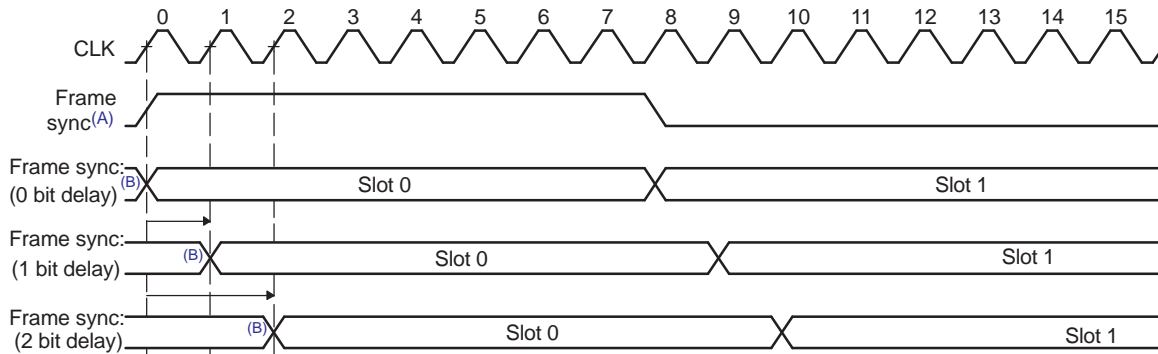 0 1 2 3 4 5 6 7 8 9 10 11 12 13 14 15
CLK
Frame
sync(A)
Frame sync:
(0 bit delay) (B) Slot 0 Slot 1
Frame sync:
(1 bit delay) (B) Slot 0 Slot 1
Frame sync:
(2 bit delay) (B) Slot 0 Slot 1